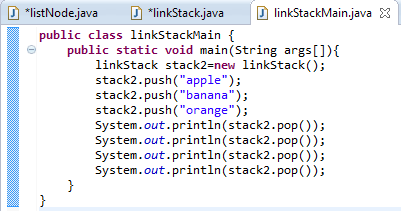 *listNode.java *linkStack.java linkStackMain.java
public class linkStackMain {
public static void main(String args[]){
linkStack stack2=new linkStack();
stack2.push("apple");
stack2.push("banana");
stack2.push("orange");
System.out.println(stack2.pop());
System.out.println(stack2.pop());
System.out.println(stack2.pop());
System.out.println(stack2.pop());
}
}